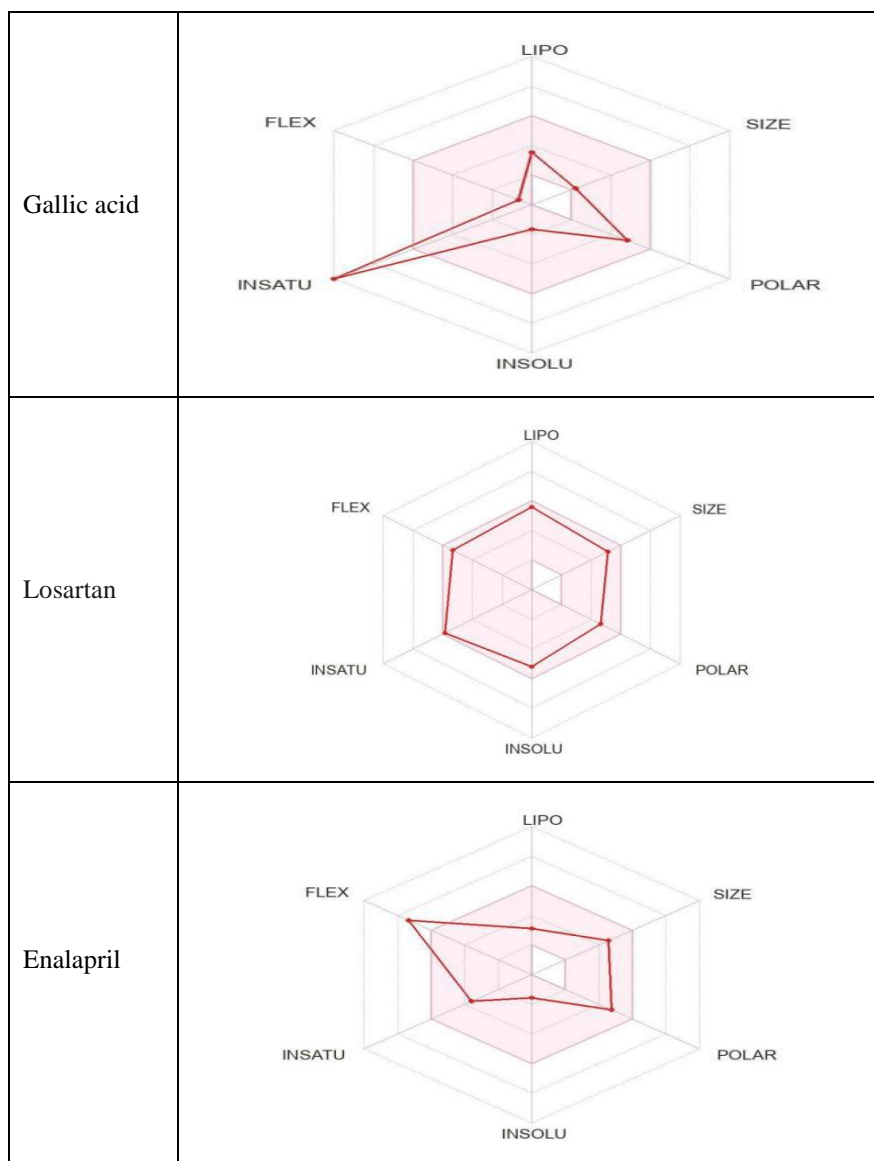 Gallic acid
LIPO
FLEX
SIZE
INSATU
POLAR
INSOLU
Losartan
LIPO
FLEX
SIZE
INSATU
POLAR
INSOLU
Enalapril
LIPO
FLEX
SIZE
INSATU
POLAR
INSOLU